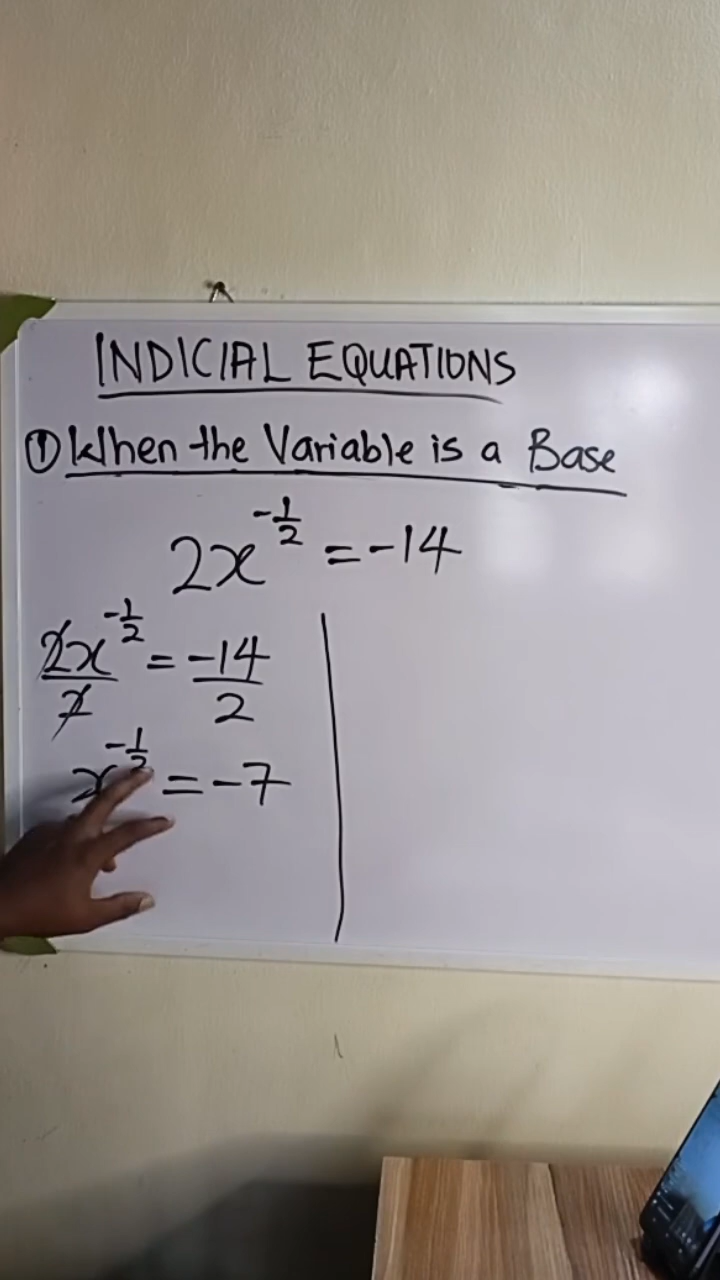 INDICIAL EQUATIONS
① When the Variable is a Base
2x^{-1/2} = -14
2x^{-1/2}/2 = -14/2
x^{-1/2} = -7